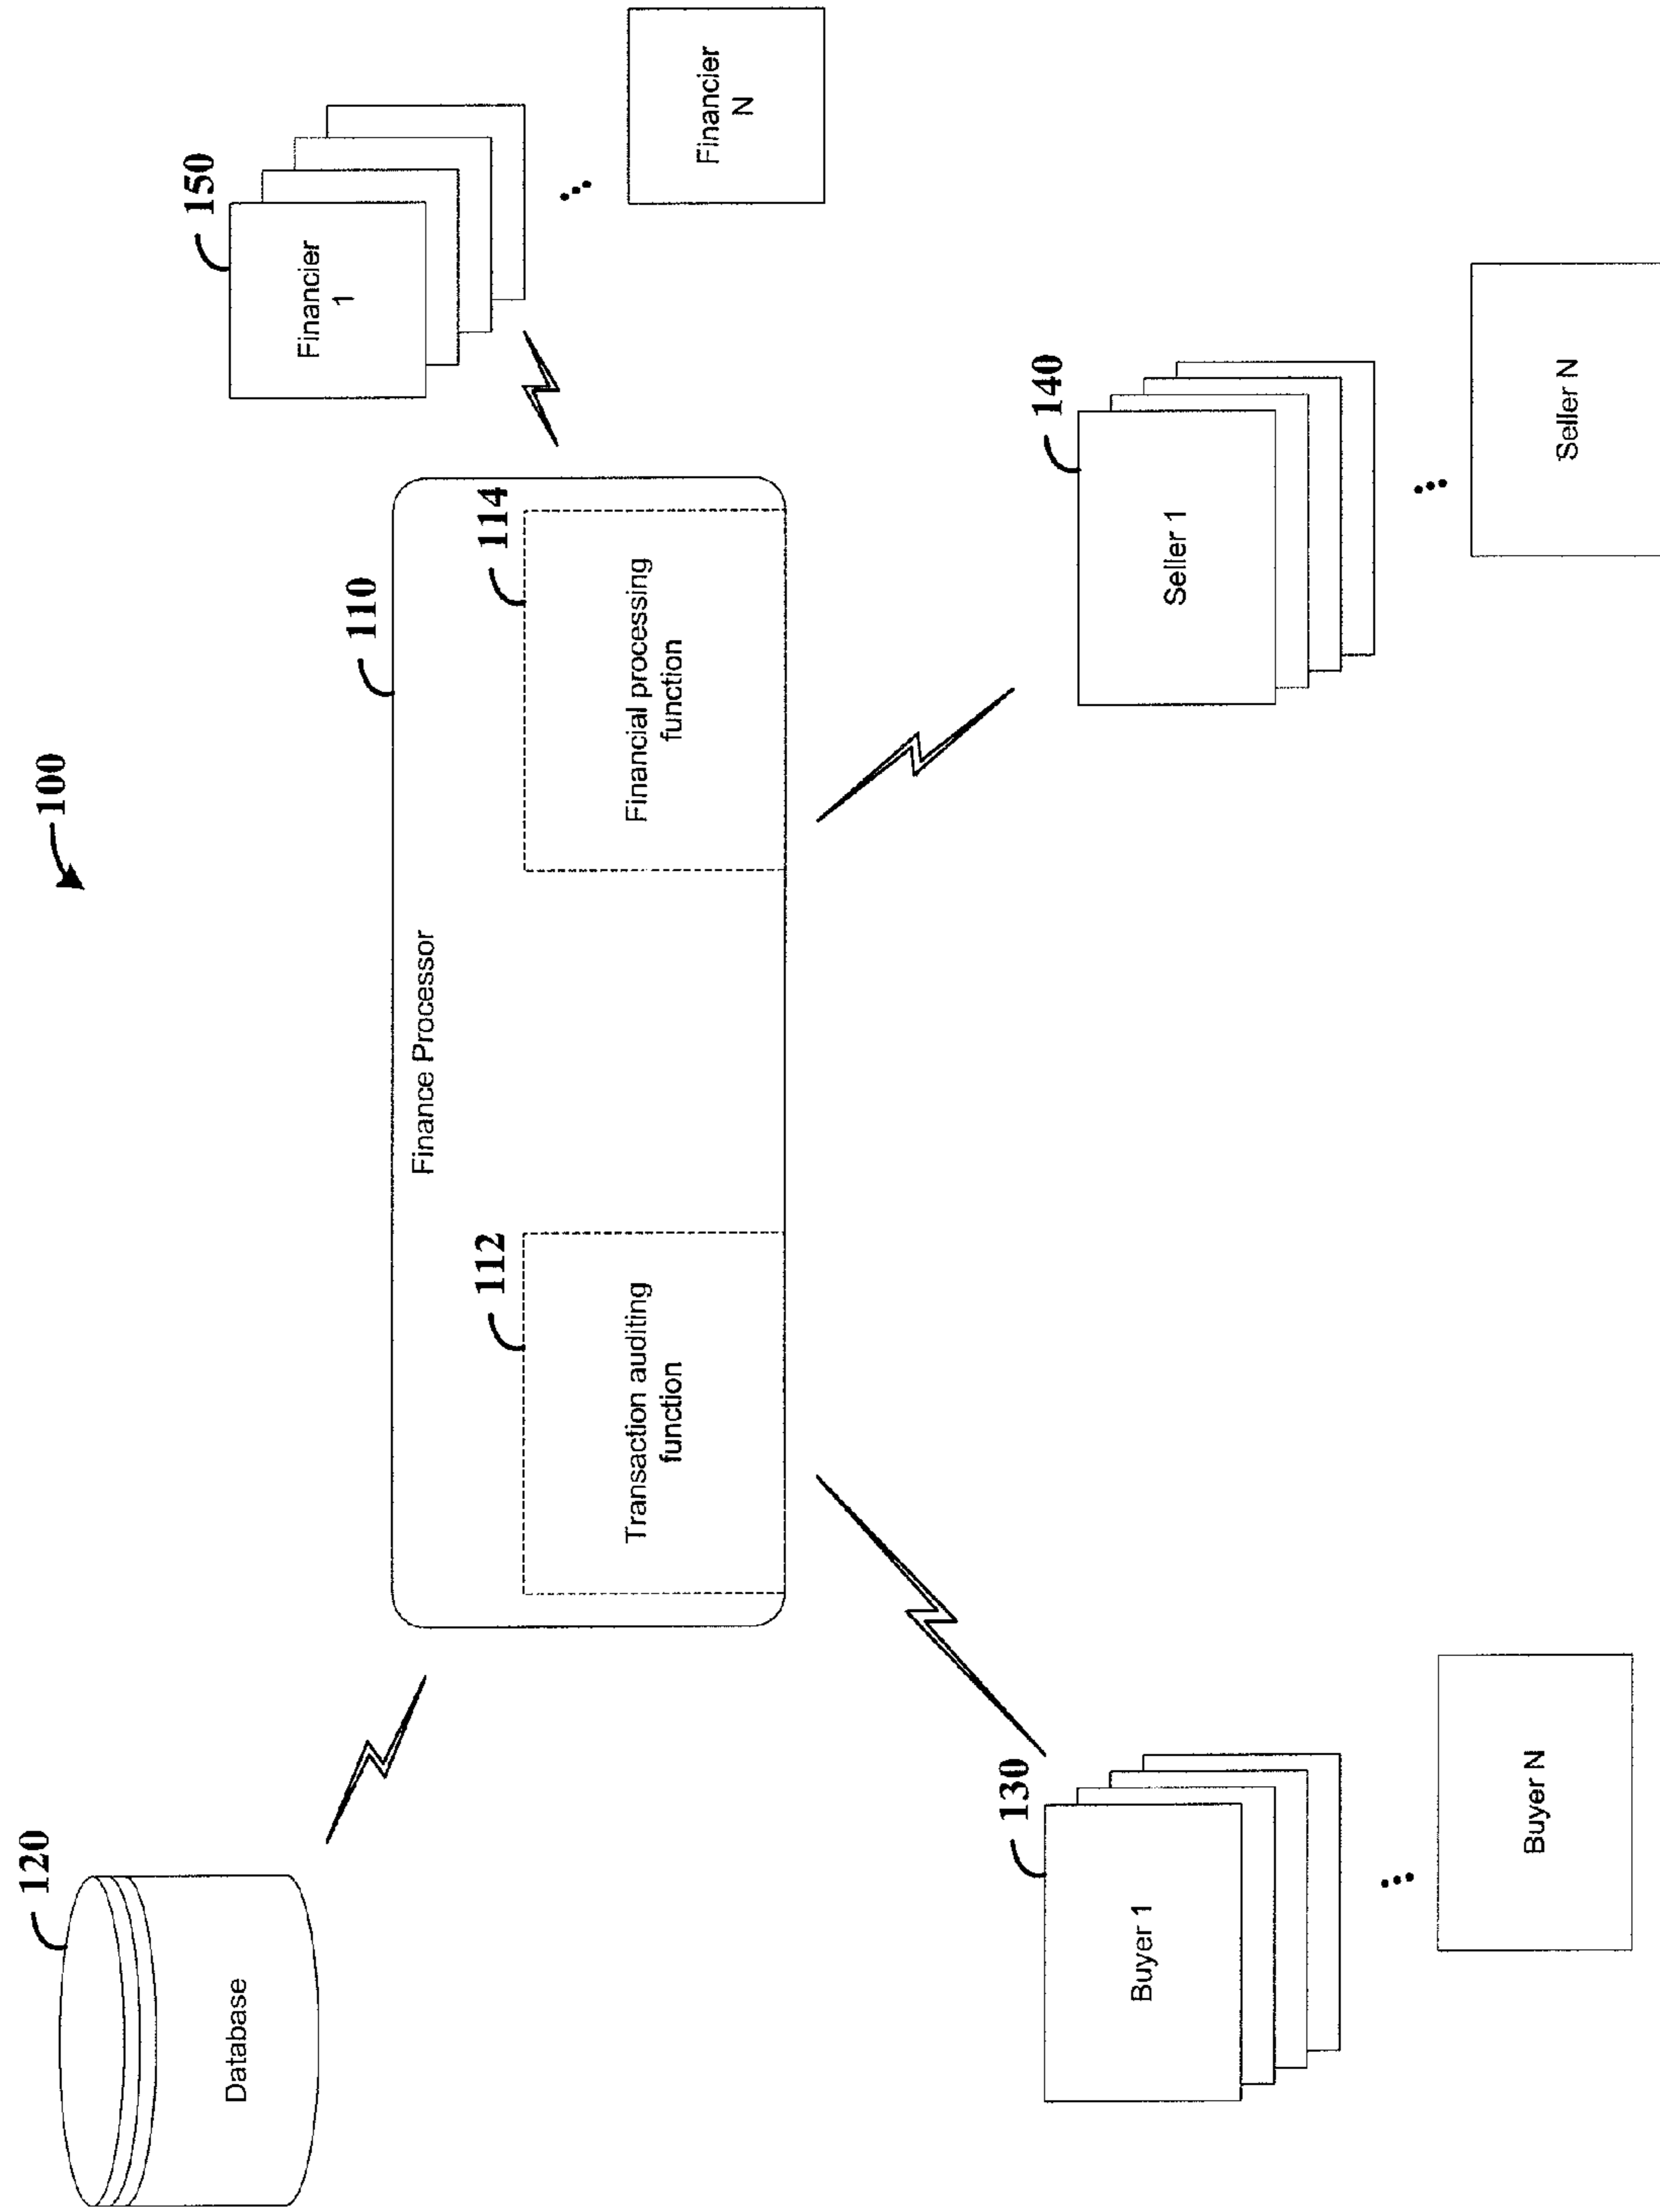 100
120
Database
110
Finance Processor
112
Transaction auditing
function
114
Financial processing
function
150
Financier
1
Financier
N
130
Buyer 1
Buyer N
140
Seller 1
Seller N